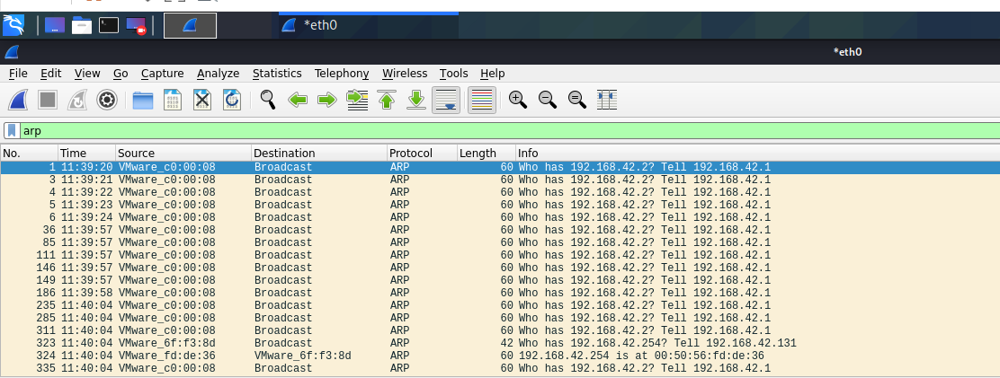 *eth0
*eth0
File Edit View Go Capture Analyze Statistics Telephony Wireless Tools Help
arp
No. Time Source Destination Protocol Length Info
1 11:39:20 VMware_c0:00:08 Broadcast ARP 60 Who has 192.168.42.2? Tell 192.168.42.1
3 11:39:21 VMware_c0:00:08 Broadcast ARP 60 Who has 192.168.42.2? Tell 192.168.42.1
4 11:39:22 VMware_c0:00:08 Broadcast ARP 60 Who has 192.168.42.2? Tell 192.168.42.1
5 11:39:23 VMware_c0:00:08 Broadcast ARP 60 Who has 192.168.42.2? Tell 192.168.42.1
6 11:39:24 VMware_c0:00:08 Broadcast ARP 60 Who has 192.168.42.2? Tell 192.168.42.1
36 11:39:57 VMware_c0:00:08 Broadcast ARP 60 Who has 192.168.42.2? Tell 192.168.42.1
85 11:39:57 VMware_c0:00:08 Broadcast ARP 60 Who has 192.168.42.2? Tell 192.168.42.1
111 11:39:57 VMware_c0:00:08 Broadcast ARP 60 Who has 192.168.42.2? Tell 192.168.42.1
146 11:39:57 VMware_c0:00:08 Broadcast ARP 60 Who has 192.168.42.2? Tell 192.168.42.1
149 11:39:57 VMware_c0:00:08 Broadcast ARP 60 Who has 192.168.42.2? Tell 192.168.42.1
186 11:39:58 VMware_c0:00:08 Broadcast ARP 60 Who has 192.168.42.2? Tell 192.168.42.1
235 11:40:04 VMware_c0:00:08 Broadcast ARP 60 Who has 192.168.42.2? Tell 192.168.42.1
285 11:40:04 VMware_c0:00:08 Broadcast ARP 60 Who has 192.168.42.2? Tell 192.168.42.1
311 11:40:04 VMware_c0:00:08 Broadcast ARP 60 Who has 192.168.42.2? Tell 192.168.42.1
323 11:40:04 VMware_6f:f3:8d Broadcast ARP 42 Who has 192.168.42.254? Tell 192.168.42.131
324 11:40:04 VMware_fd:de:36 VMware_6f:f3:8d ARP 60 192.168.42.254 is at 00:50:56:fd:de:36
335 11:40:04 VMware_c0:00:08 Broadcast ARP 60 Who has 192.168.42.2? Tell 192.168.42.1